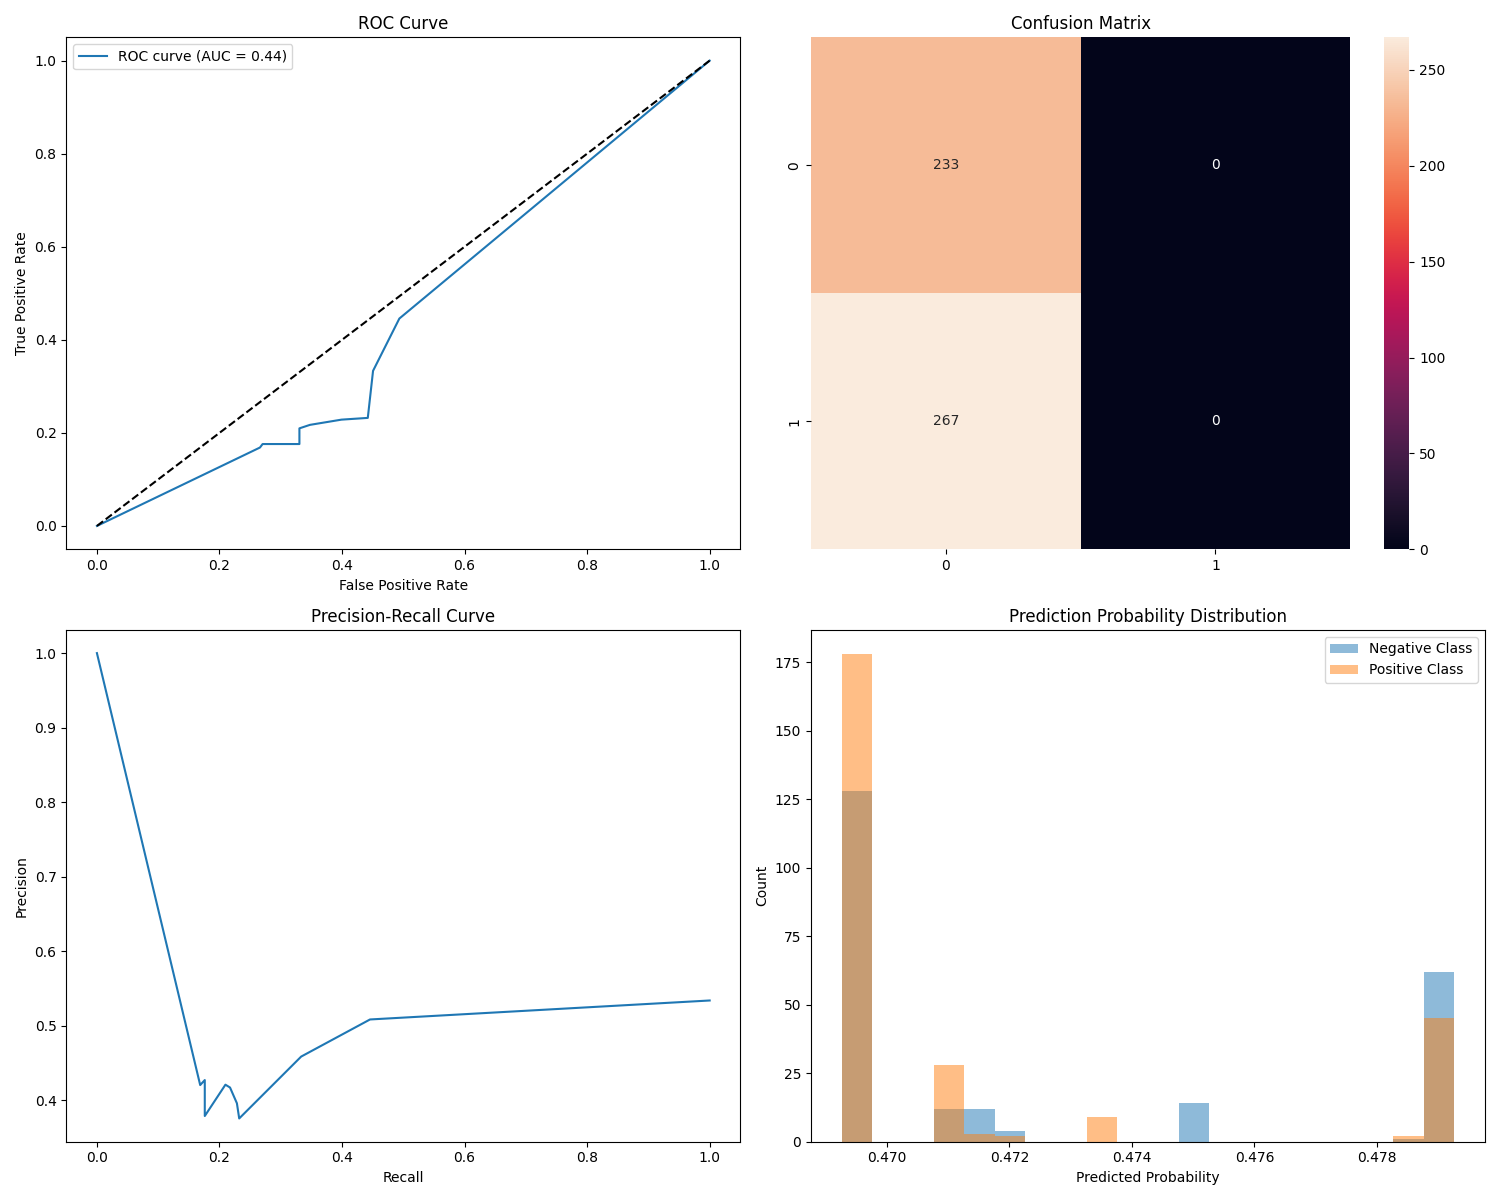 ROC Curve
ROC curve (AUC = 0.44)
True Positive Rate
1.0
0.8
0.6
0.4
0.2
0.0
0.0 0.2 0.4 0.6 0.8 1.0
False Positive Rate
Confusion Matrix
0
1
233 0
267 0
0 1
250
200
150
100
50
0
Precision-Recall Curve
Precision
1.0
0.9
0.8
0.7
0.6
0.5
0.4
0.0 0.2 0.4 0.6 0.8 1.0
Recall
Prediction Probability Distribution
Negative Class
Positive Class
Count
175
150
125
100
75
50
25
0
0.470 0.472 0.474 0.476 0.478
Predicted Probability